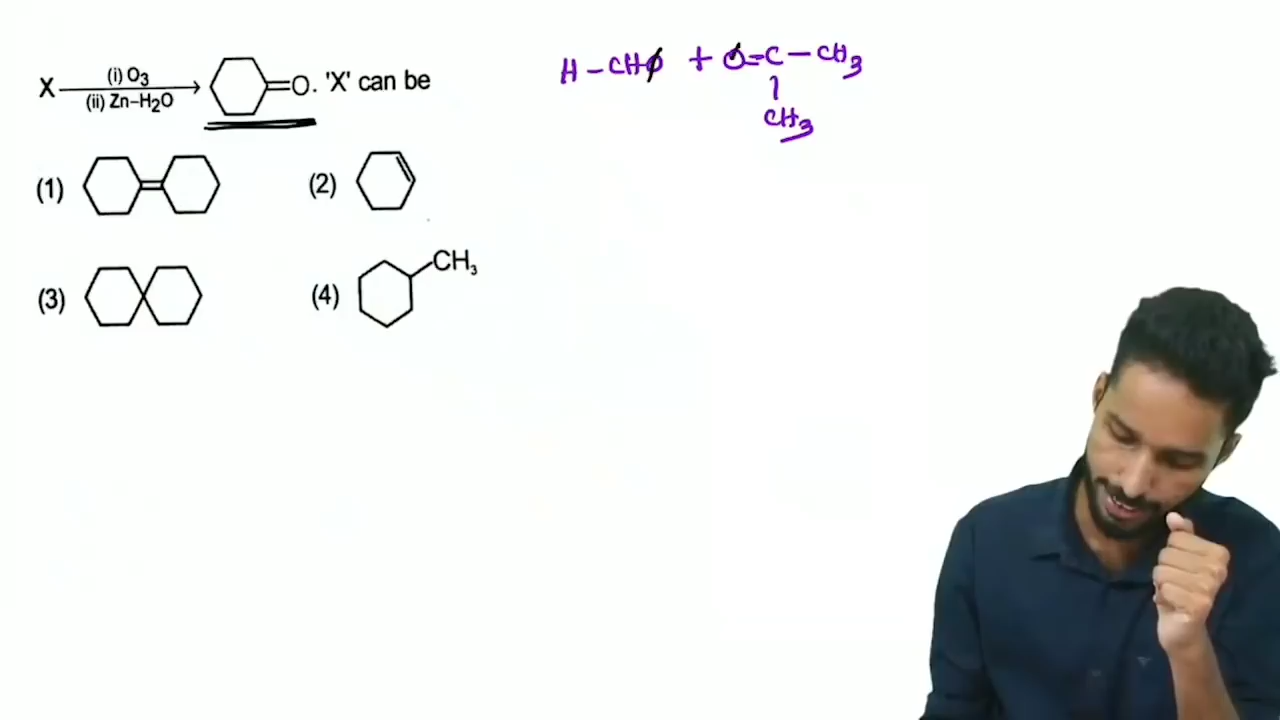 X (i) O3 (ii) Zn–H2O =O. 'X' can be
(1) (2)
(3) (4) CH3
H – CHO + O=C – CH3
CH3